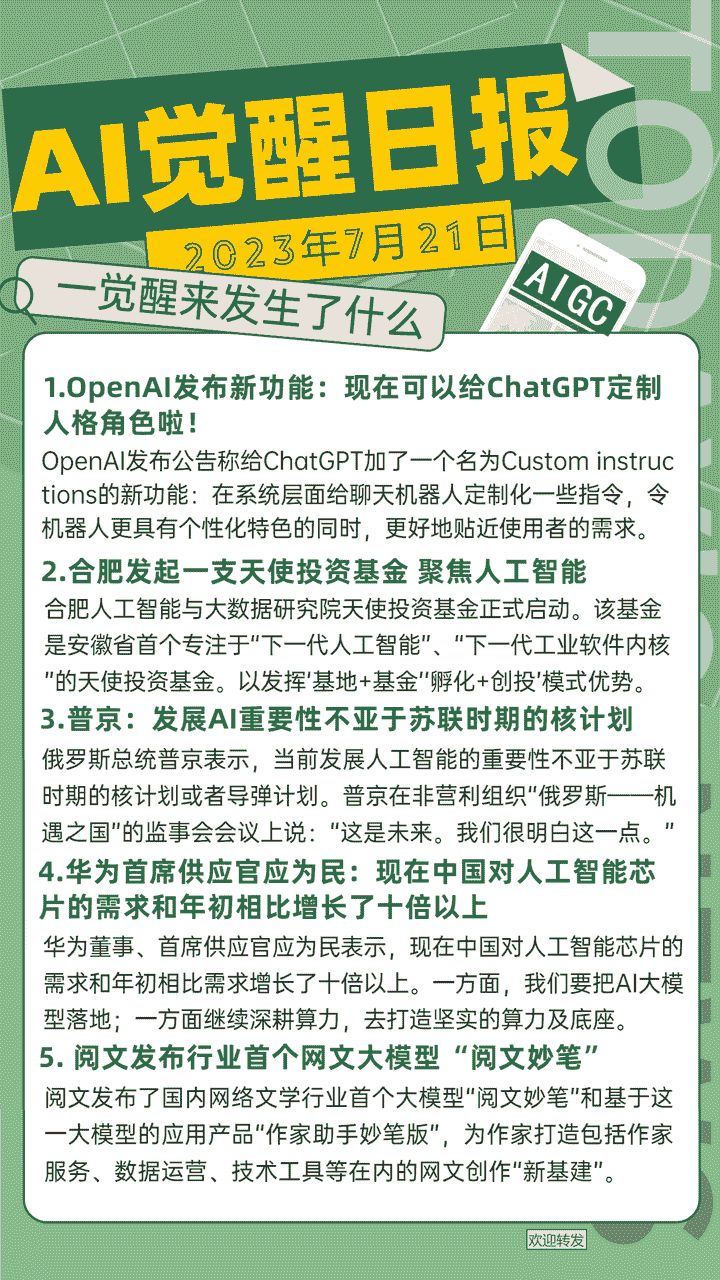 AI觉醒日报
2023年7月21日
一觉醒来发生了什么
AIGC
1.OpenAI发布新功能：现在可以给ChatGPT定制
人格角色啦！
OpenAI发布公告称给ChatGPT加了一个名为Custom instruc
tions的新功能：在系统层面给聊天机器人定制化一些指令，令
机器人更具有个性化特色的同时，更好地贴近使用者的需求。
2.合肥发起一支天使投资基金 聚焦人工智能
合肥人工智能与大数据研究院天使投资基金正式启动。该基金
是安徽省首个专注于“下一代人工智能”、“下一代工业软件内核
”的天使投资基金。以发挥‘基地+基金’‘孵化+创投’模式优势。
3.普京：发展AI重要性不亚于苏联时期的核计划
俄罗斯总统普京表示，当前发展人工智能的重要性不亚于苏联
时期的核计划或者导弹计划。普京在非营利组织“俄罗斯——机
遇之国”的监事会会议上说：“这是未来。我们很明白这一点。”
4.华为首席供应官应为民：现在中国对人工智能芯
片的需求和年初相比增长了十倍以上
华为董事、首席供应官应为民表示，现在中国对人工智能芯片的
需求和年初相比需求增长了十倍以上。一方面，我们要把AI大模
型落地；一方面继续深耕算力，去打造坚实的算力及底座。
5. 阅文发布行业首个网文大模型 “阅文妙笔”
阅文发布了国内网络文学行业首个大模型“阅文妙笔”和基于这
一大模型的应用产品“作家助手妙笔版”，为作家打造包括作家
服务、数据运营、技术工具等在内的网文创作“新基建”。
欢迎转发